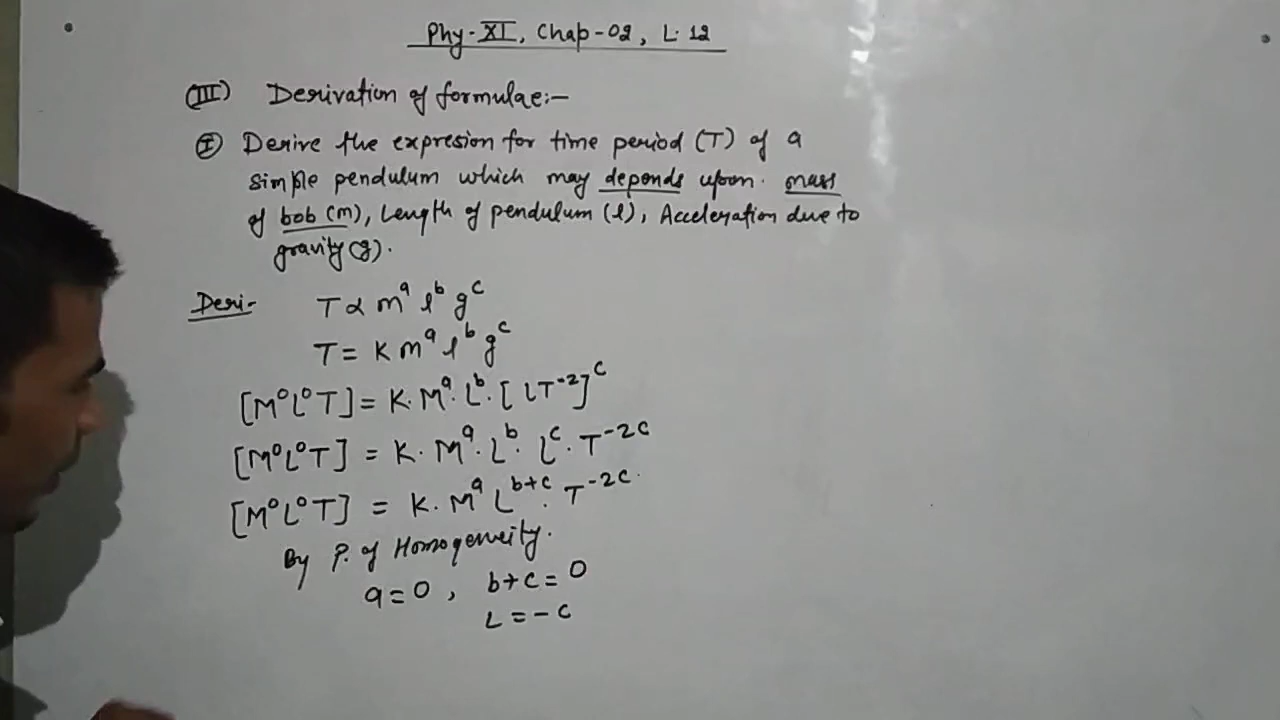 Phy-XI, Chap-02, L.12
(III) Derivation of formulae:-
(I) Derive the expresion for time period (T) of a
simple pendulum which may depends upon mass
of bob (m), Length of pendulum (l), Acceleration due to
gravity (g).
Deri- T ∝ m^a l^b g^c
T = K m^a l^b g^c
[M^0 L^0 T] = K. M^a. L^b. [LT^-2]^c
[M^0 L^0 T] = K. M^a. L^b. L^c. T^-2c
[M^0 L^0 T] = K. M^a L^b+c. T^-2c.
By P. of Homogeneity.
a = 0, b+c = 0
L = -c